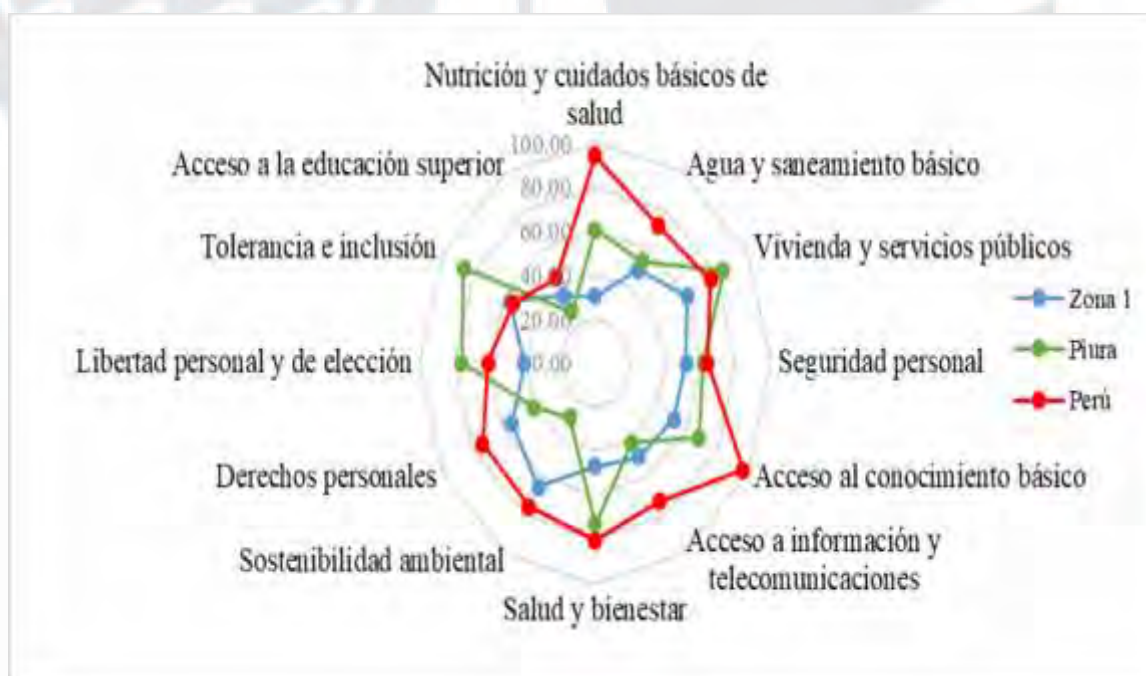 Nutrición y cuidados básicos de
salud
Acceso a la educación superior
100.00
Agua y saneamiento básico
80.00
Tolerancia e inclusión
60.00
Vivienda y servicios públicos
40.00
20.00
Zona 1
Libertad personal y de elección
0.00
Seguridad personal
Piura
Perú
Derechos personales
Acceso al conocimiento básico
Sostenibilidad ambiental
Acceso a información y
telecomunicaciones
Salud y bienestar